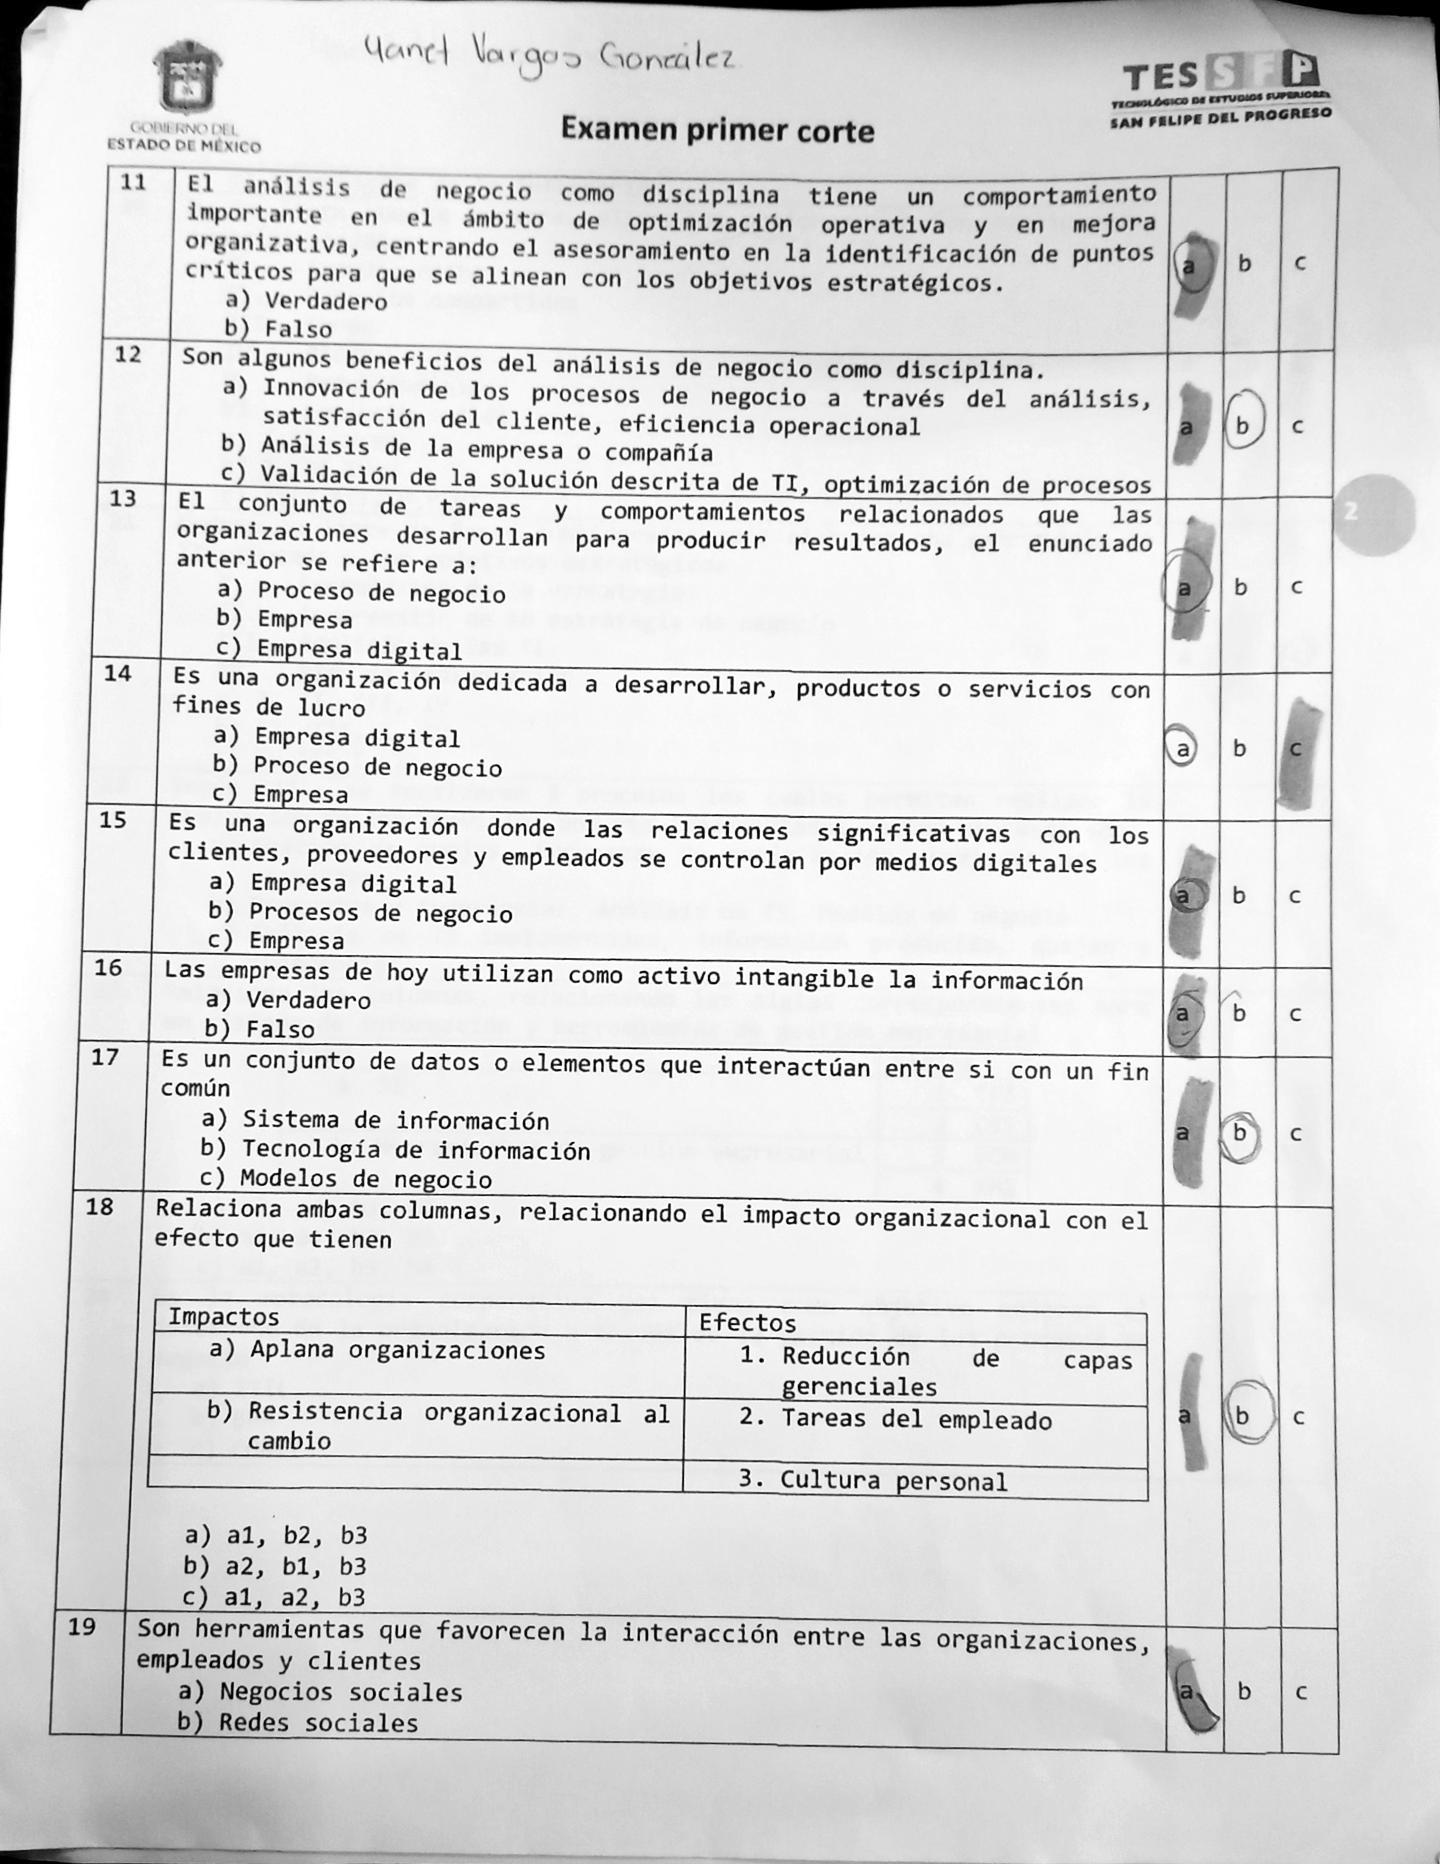 Yanet Vargas González
GOBIERNO DEL
ESTADO DE MÉXICO
TES SFP
TECNOLÓGICO DE ESTUDIOS SUPERIORES
SAN FELIPE DEL PROGRESO
Examen primer corte
11 El análisis de negocio como disciplina tiene un comportamiento
importante en el ámbito de optimización operativa y en mejora
organizativa, centrando el asesoramiento en la identificación de puntos
críticos para que se alinean con los objetivos estratégicos.
a) Verdadero
b) Falso
a b c
12 Son algunos beneficios del análisis de negocio como disciplina.
a) Innovación de los procesos de negocio a través del análisis,
satisfacción del cliente, eficiencia operacional
b) Análisis de la empresa o compañía
c) Validación de la solución descrita de TI, optimización de procesos
a b c
13 El conjunto de tareas y comportamientos relacionados que las
organizaciones desarrollan para producir resultados, el enunciado
anterior se refiere a:
a) Proceso de negocio
b) Empresa
c) Empresa digital
a b c
2
14 Es una organización dedicada a desarrollar, productos o servicios con
fines de lucro
a) Empresa digital
b) Proceso de negocio
c) Empresa
a b c
15 Es una organización donde las relaciones significativas con los
clientes, proveedores y empleados se controlan por medios digitales
a) Empresa digital
b) Procesos de negocio
c) Empresa
a b c
16 Las empresas de hoy utilizan como activo intangible la información
a) Verdadero
b) Falso
a b c
17 Es un conjunto de datos o elementos que interactúan entre si con un fin
común
a) Sistema de información
b) Tecnología de información
c) Modelos de negocio
a b c
18 Relaciona ambas columnas, relacionando el impacto organizacional con el
efecto que tienen
Impactos Efectos
a) Aplana organizaciones 1. Reducción de capas
gerenciales
b) Resistencia organizacional al 2. Tareas del empleado
cambio
3. Cultura personal
a) a1, b2, b3
b) a2, b1, b3
c) a1, a2, b3
a b c
19 Son herramientas que favorecen la interacción entre las organizaciones,
empleados y clientes
a) Negocios sociales
b) Redes sociales
a b c